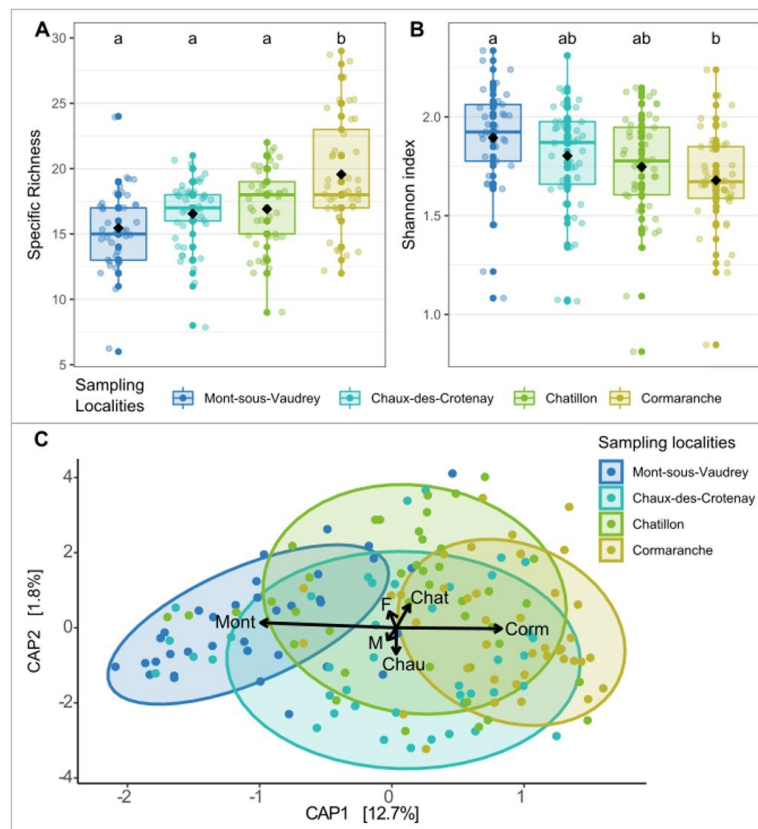 A
a a a b
30
25
20
15
10
5
Specific Richness
B
a ab ab b
2.0
1.5
1.0
Shannon index
Sampling
Localities
Mont-sous-Vaudrey Chaux-des-Crotenay Chatillon Cormaranche
C
Sampling localities
Mont-sous-Vaudrey
Chaux-des-Crotenay
Chatillon
Cormaranche
4
2
0
-2
-4
CAP2 [1.8%]
F Chat
Mont Corm
M
Chau
-2 -1 0 1
CAP1 [12.7%]